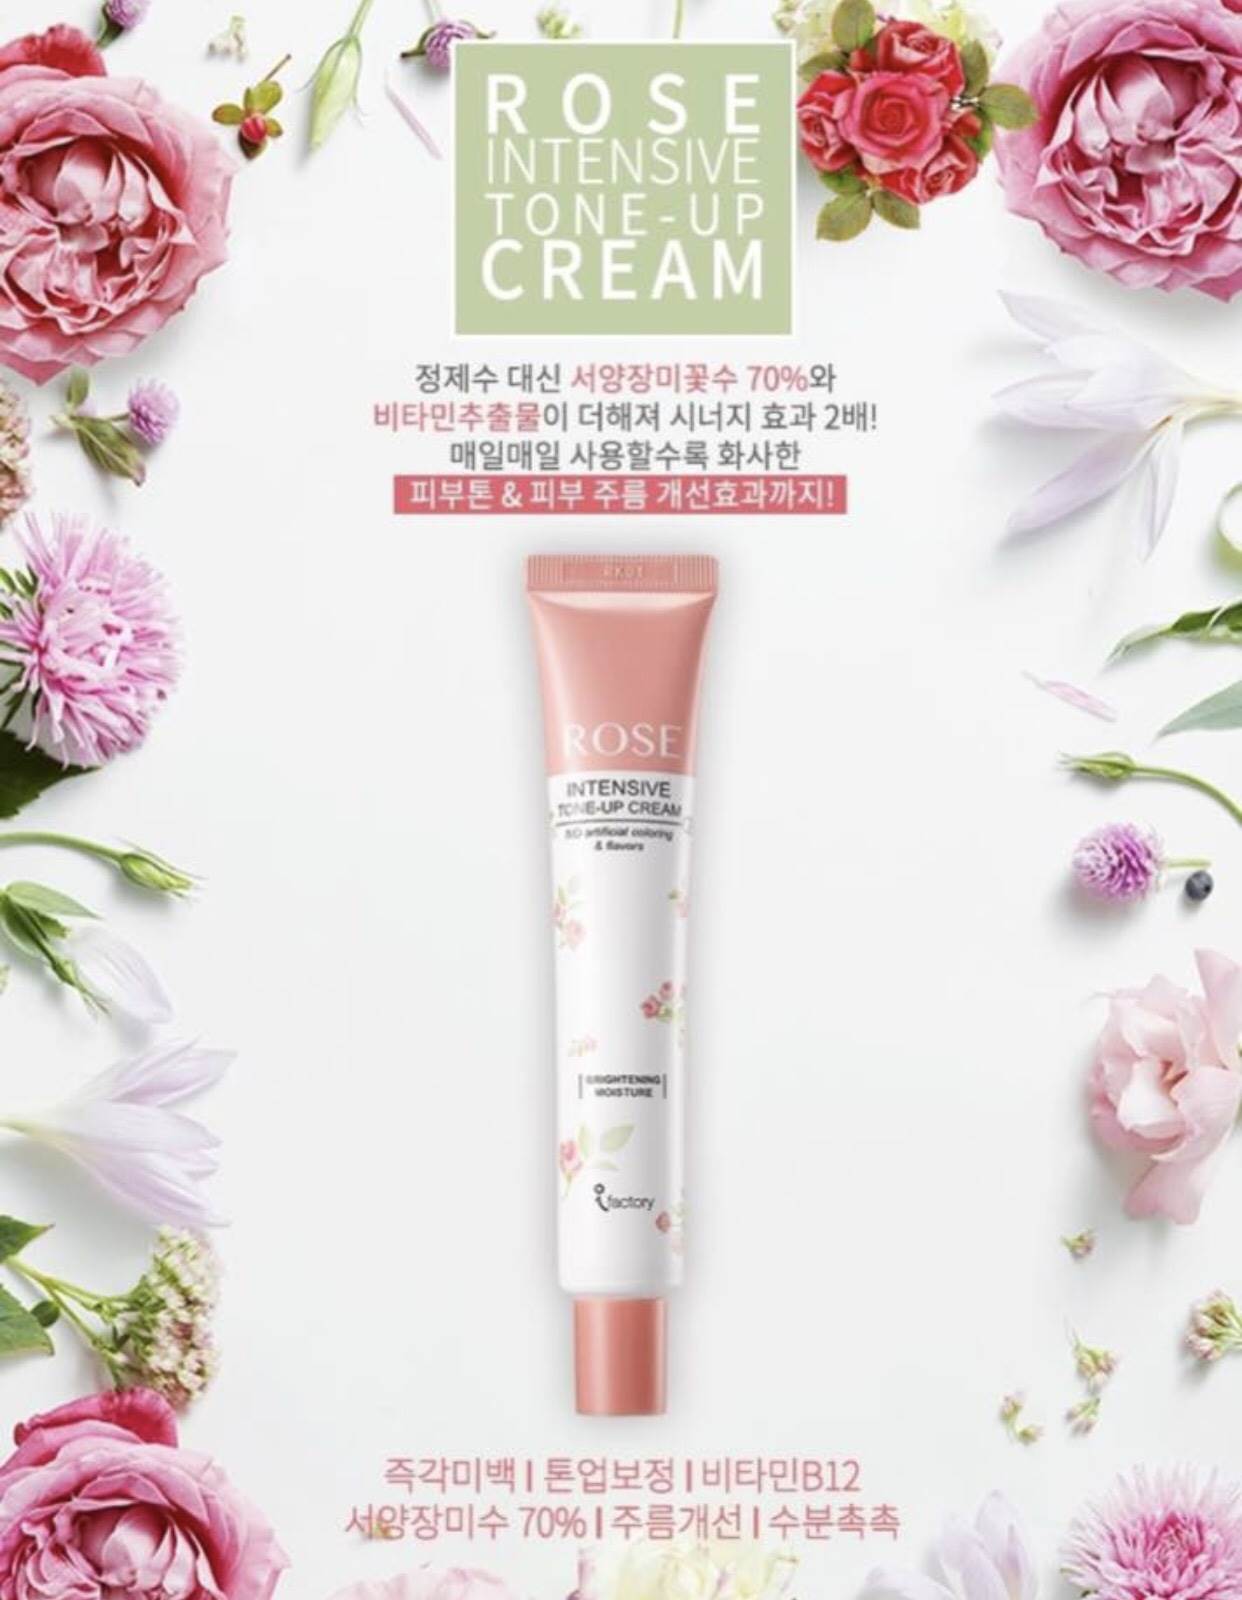 ROSE
INTENSIVE
TONE-UP
CREAM
정제수 대신 서양장미꽃수 70%와
비타민추출물이 더해져 시너지 효과 2배!
매일매일 사용할수록 화사한
피부톤 & 피부 주름 개선효과까지!
ROSE
INTENSIVE
TONE-UP CREAM
NO artificial coloring
& flavors
BRIGHTENING
MOISTURE
ifactory
즉각미백 | 톤업보정 | 비타민B12
서양장미수 70% | 주름개선 | 수분촉촉